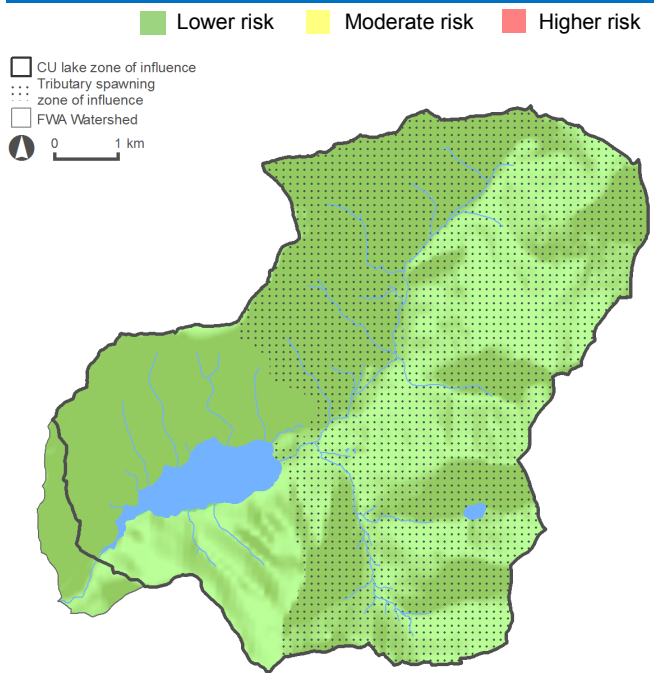 Lower risk Moderate risk Higher risk
CU lake zone of influence
Tributary spawning
zone of influence
FWA Watershed
0 1 km